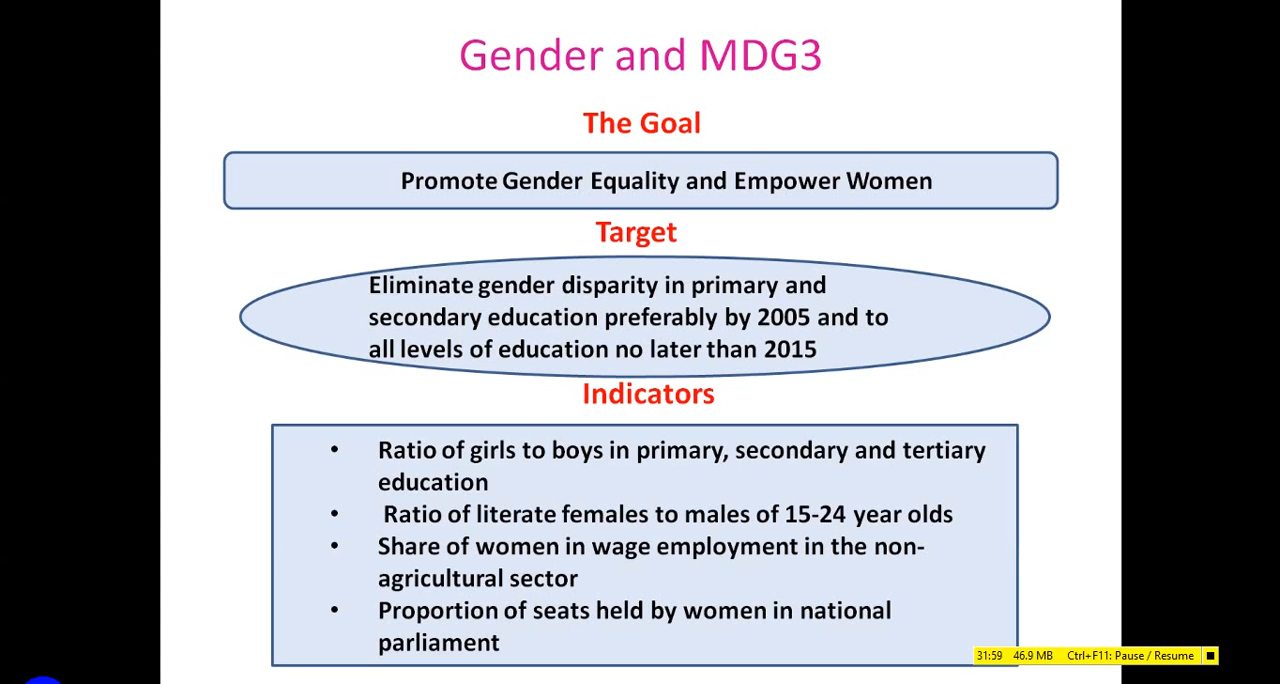 Gender and MDG3
The Goal
Promote Gender Equality and Empower Women
Target
Eliminate gender disparity in primary and
secondary education preferably by 2005 and to
all levels of education no later than 2015
Indicators
• Ratio of girls to boys in primary, secondary and tertiary
education
• Ratio of literate females to males of 15-24 year olds
• Share of women in wage employment in the non-
agricultural sector
• Proportion of seats held by women in national
parliament
31:59 46.9 MB Ctrl+F11: Pause / Resume